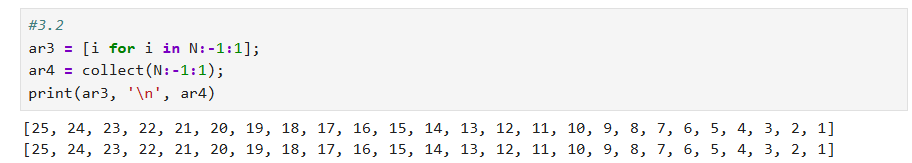 #3.2
ar3 = [i for i in N:-1:1];
ar4 = collect(N:-1:1);
print(ar3, '\n', ar4)
[25, 24, 23, 22, 21, 20, 19, 18, 17, 16, 15, 14, 13, 12, 11, 10, 9, 8, 7, 6, 5, 4, 3, 2, 1]
[25, 24, 23, 22, 21, 20, 19, 18, 17, 16, 15, 14, 13, 12, 11, 10, 9, 8, 7, 6, 5, 4, 3, 2, 1]